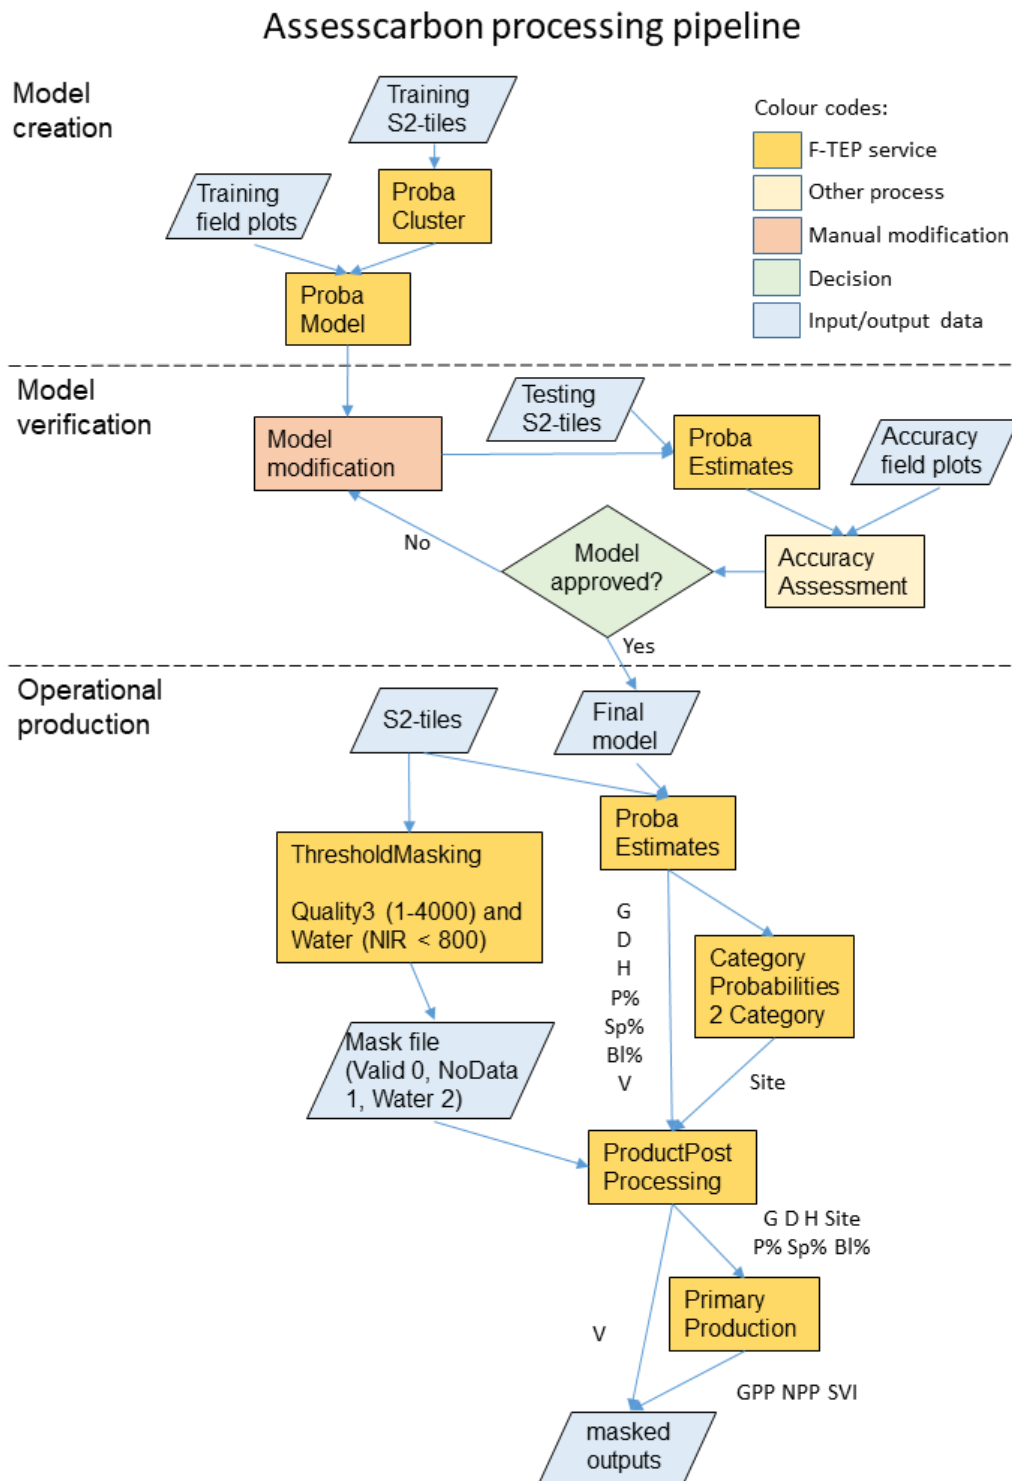 Assesscarbon processing pipeline
Model
creation
Training
S2-tiles
Colour codes:
F-TEP service
Other process
Manual modification
Decision
Input/output data
Training
field plots
Proba
Cluster
Proba
Model
Model
verification
Testing
S2-tiles
Model
modification
Proba
Estimates
Accuracy
field plots
No
Model
approved?
Accuracy
Assessment
Yes
Operational
production
S2-tiles
Final
model
ThresholdMasking
Quality3 (1-4000) and
Water (NIR < 800)
Proba
Estimates
G
D
H
P%
Sp%
Bl%
V
Category
Probabilities
2 Category
Mask file
(Valid 0, NoData
1, Water 2)
Site
ProductPost
Processing
G D H Site
P% Sp% Bl%
Primary
Production
V
GPP NPP SVI
masked
outputs